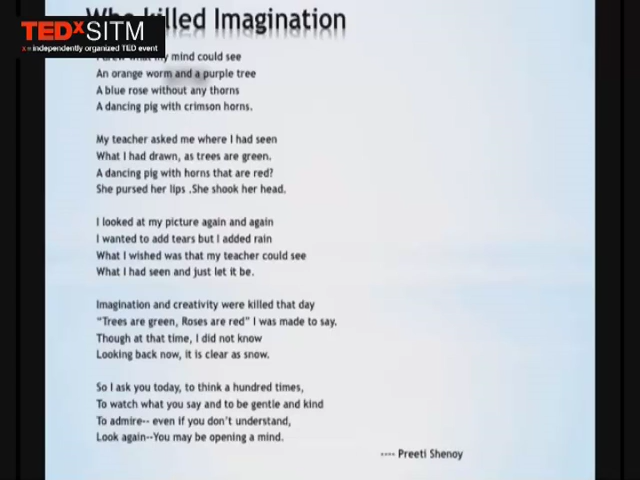 TEDxSITM
x = independently organized TED event
Who killed Imagination
I drew what my mind could see
An orange worm and a purple tree
A blue rose without any thorns
A dancing pig with crimson horns.
My teacher asked me where I had seen
What I had drawn, as trees are green.
A dancing pig with horns that are red?
She pursed her lips .She shook her head.
I looked at my picture again and again
I wanted to add tears but I added rain
What I wished was that my teacher could see
What I had seen and just let it be.
Imagination and creativity were killed that day
“Trees are green, Roses are red” I was made to say.
Though at that time, I did not know
Looking back now, it is clear as snow.
So I ask you today, to think a hundred times,
To watch what you say and to be gentle and kind
To admire-- even if you don’t understand,
Look again--You may be opening a mind.
---- Preeti Shenoy